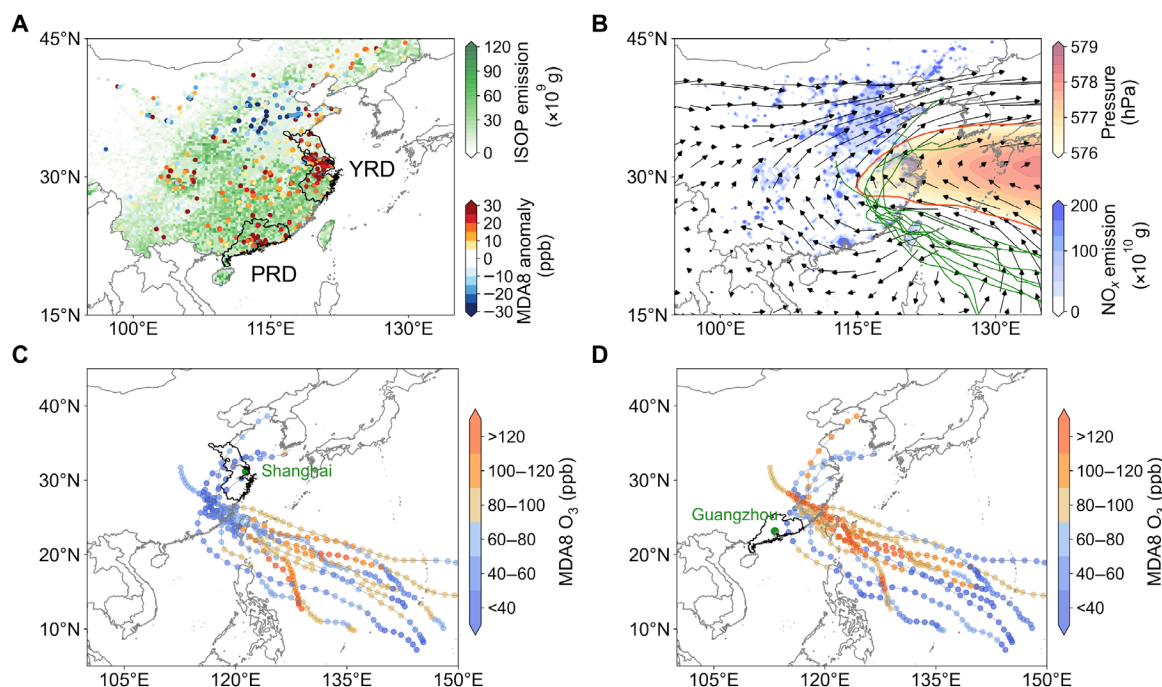 A
45°N
30°N
15°N
100°E
115°E
130°E
YRD
PRD
120
90
60
30
0
ISOP emission
(×10⁹ g)
30
20
10
0
−10
−20
−30
MDA8 anomaly
(ppb)
B
45°N
30°N
15°N
100°E
115°E
130°E
579
578
577
576
Pressure
(hPa)
200
100
0
NOₓ emission
(×10¹⁰ g)
C
40°N
30°N
20°N
10°N
105°E
120°E
135°E
150°E
Shanghai
>120
100–120
80–100
60–80
40–60
<40
MDA8 O₃ (ppb)
D
40°N
30°N
20°N
10°N
105°E
120°E
135°E
150°E
Guangzhou
>120
100–120
80–100
60–80
40–60
<40
MDA8 O₃ (ppb)